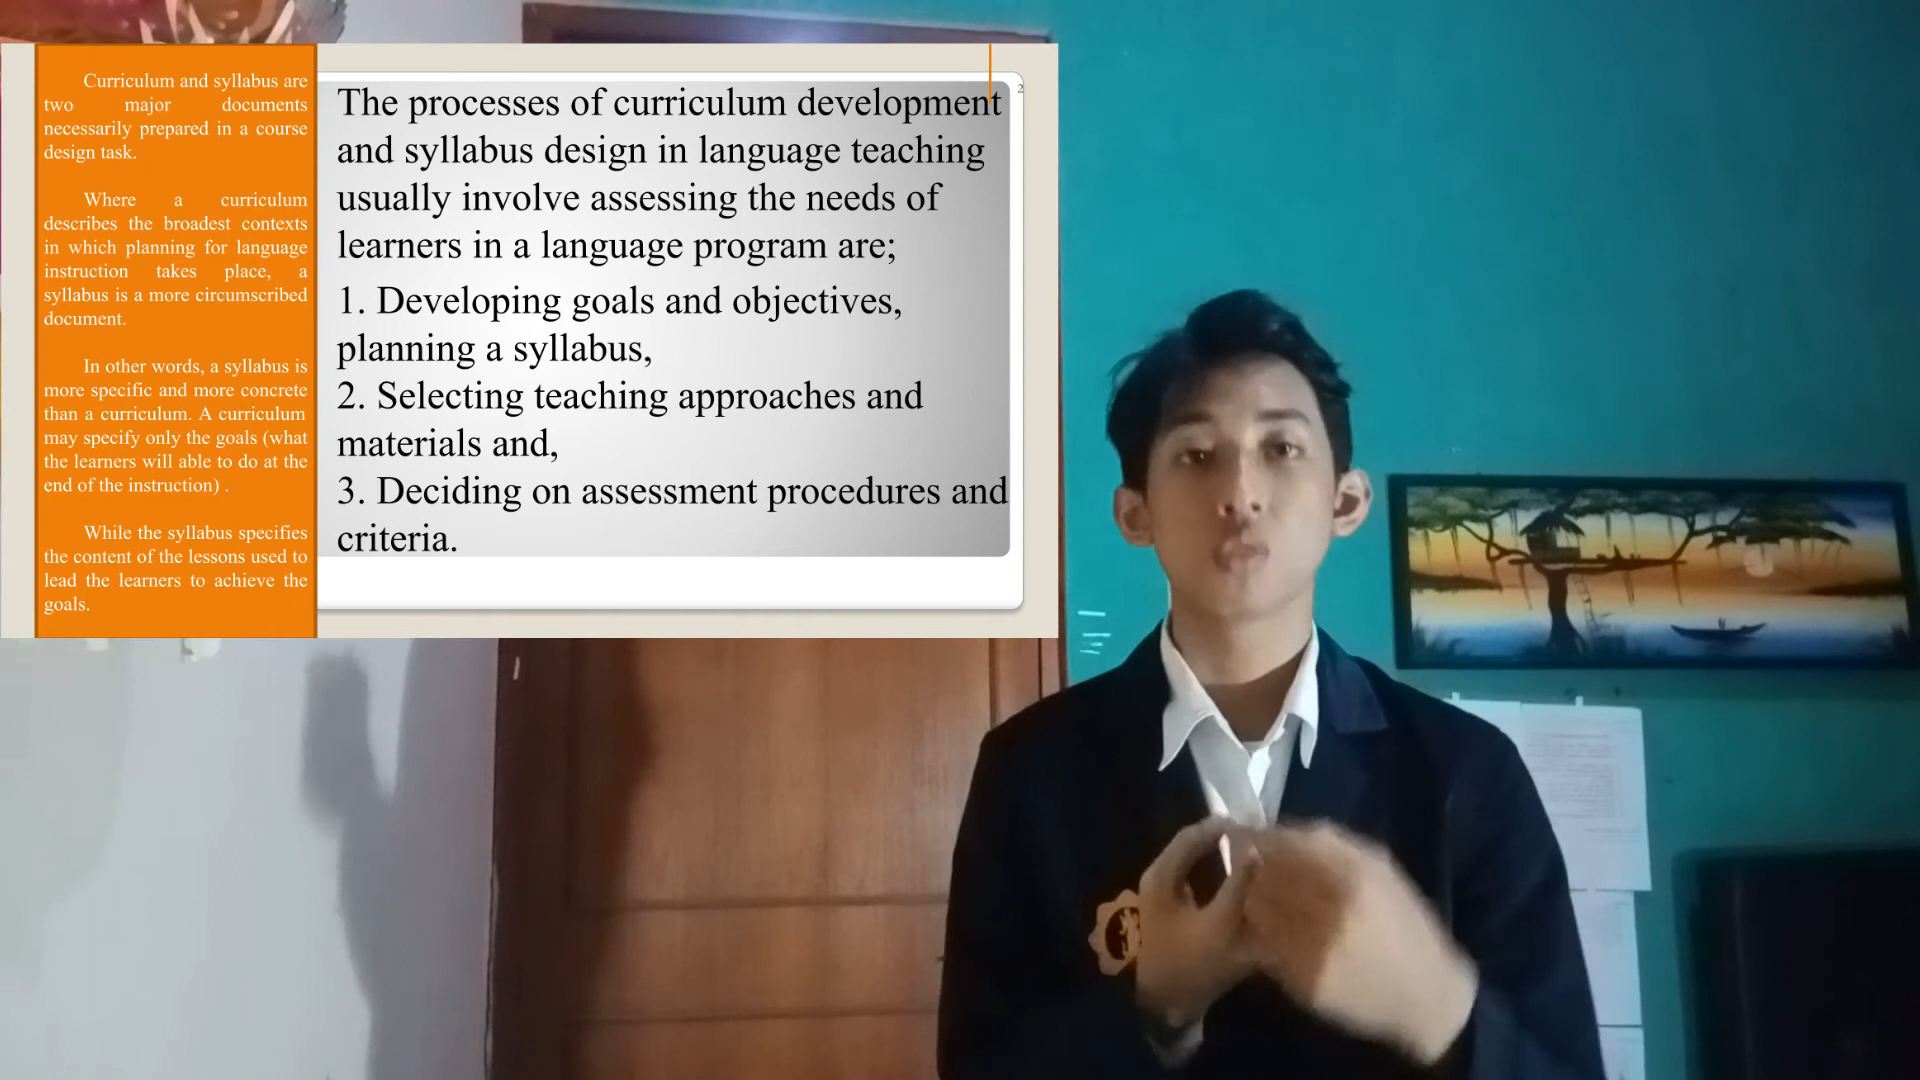 Curriculum and syllabus are
two major documents
necessarily prepared in a course
design task.
Where a curriculum
describes the broadest contexts
in which planning for language
instruction takes place, a
syllabus is a more circumscribed
document.
In other words, a syllabus is
more specific and more concrete
than a curriculum. A curriculum
may specify only the goals (what
the learners will able to do at the
end of the instruction) .
While the syllabus specifies
the content of the lessons used to
lead the learners to achieve the
goals.
2
The processes of curriculum development
and syllabus design in language teaching
usually involve assessing the needs of
learners in a language program are;
1. Developing goals and objectives,
planning a syllabus,
2. Selecting teaching approaches and
materials and,
3. Deciding on assessment procedures and
criteria.